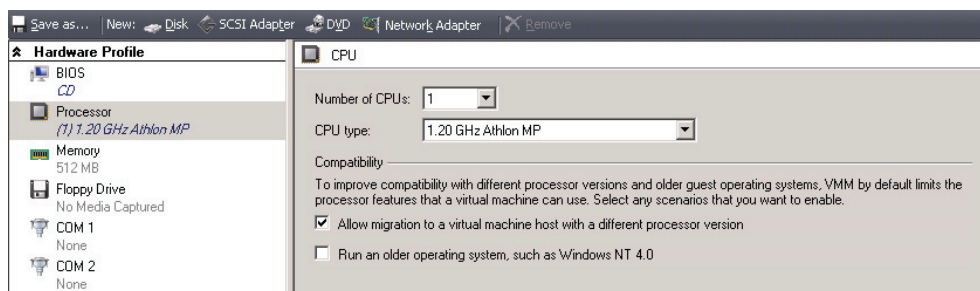 Save as... New: Disk SCSI Adapter DVD Network Adapter Remove
Hardware Profile
BIOS
CD
Processor
(1) 1.20 GHz Athlon MP
Memory
512 MB
Floppy Drive
No Media Captured
COM 1
None
COM 2
None
CPU
Number of CPUs: 1
CPU type: 1.20 GHz Athlon MP
Compatibility
To improve compatibility with different processor versions and older guest operating systems, VMM by default limits the
processor features that a virtual machine can use. Select any scenarios that you want to enable.
Allow migration to a virtual machine host with a different processor version
Run an older operating system, such as Windows NT 4.0